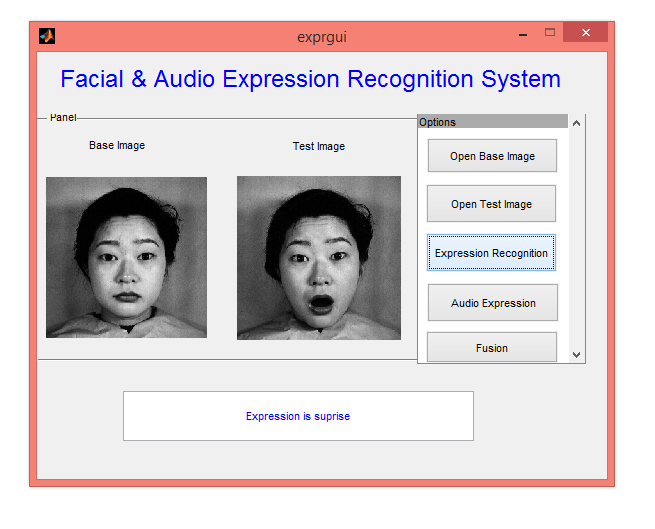 exprgui
Facial & Audio Expression Recognition System
Panel
Base Image
Test Image
Options
Open Base Image
Open Test Image
Expression Recognition
Audio Expression
Fusion
Expression is suprise